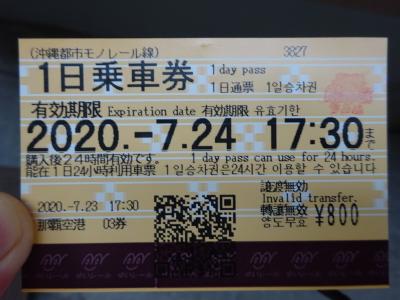 (沖縄都市モノレール線) 3827
1日乗車券 1 day pass
1日通票 1일승차권
有効期限 Expiration date 有効期限 유효기한
2020.-7.24 17:30まで
購入後24時間有効です。 1 day pass can use for 24 hours.
能在1日24小時利用車票 1일승차권은24시간 이용할 수 있습니다
譲渡無効
Invalid transfer.
2020.-7.23 17:30 轉讓無効
那覇空港 03券 양도무효 ¥800